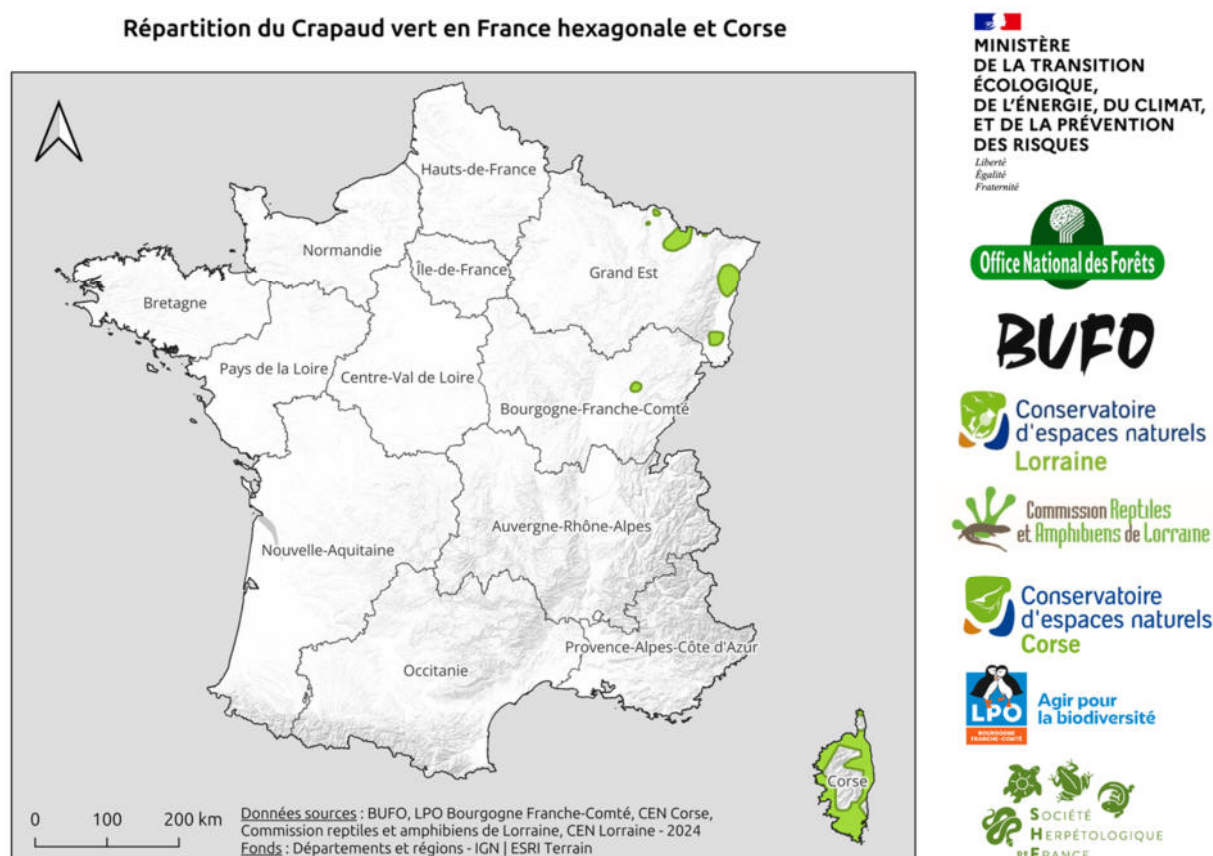 Répartition du Crapaud vert en France hexagonale et Corse
Hauts-de-France
Normandie
Île-de-France
Grand Est
Bretagne
Pays de la Loire
Centre-Val de Loire
Bourgogne-Franche-Comté
Auvergne-Rhône-Alpes
Nouvelle-Aquitaine
Provence-Alpes-Côte d'Azur
Occitanie
Corse
0 100 200 km
Données sources : BUFO, LPO Bourgogne Franche-Comté, CEN Corse,
Commission reptiles et amphibiens de Lorraine, CEN Lorraine - 2024
Fonds : Départements et régions - IGN | ESRI Terrain
MINISTÈRE
DE LA TRANSITION
ÉCOLOGIQUE,
DE L'ÉNERGIE, DU CLIMAT,
ET DE LA PRÉVENTION
DES RISQUES
Liberté
Égalité
Fraternité
Office National des Forêts
BUFO
Conservatoire
d'espaces naturels
Lorraine
Commission Reptiles
et Amphibiens de Lorraine
Conservatoire
d'espaces naturels
Corse
LPO
BOURGOGNE
FRANCHE-COMTÉ
Agir pour
la biodiversité
SOCIÉTÉ
HERPÉTOLOGIQUE
DE FRANCE